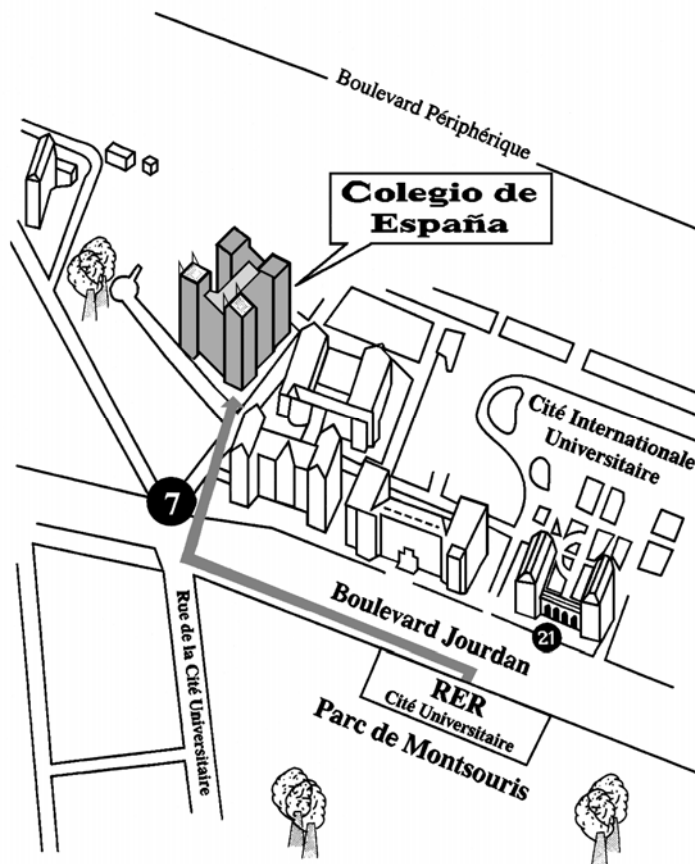 Boulevard Périphérique
Colegio de
España
Cité Internationale
Universitaire
7
Boulevard Jourdan
21
Rue de la Cité Universitaire
RER
Cité Universitaire
Parc de Montsouris